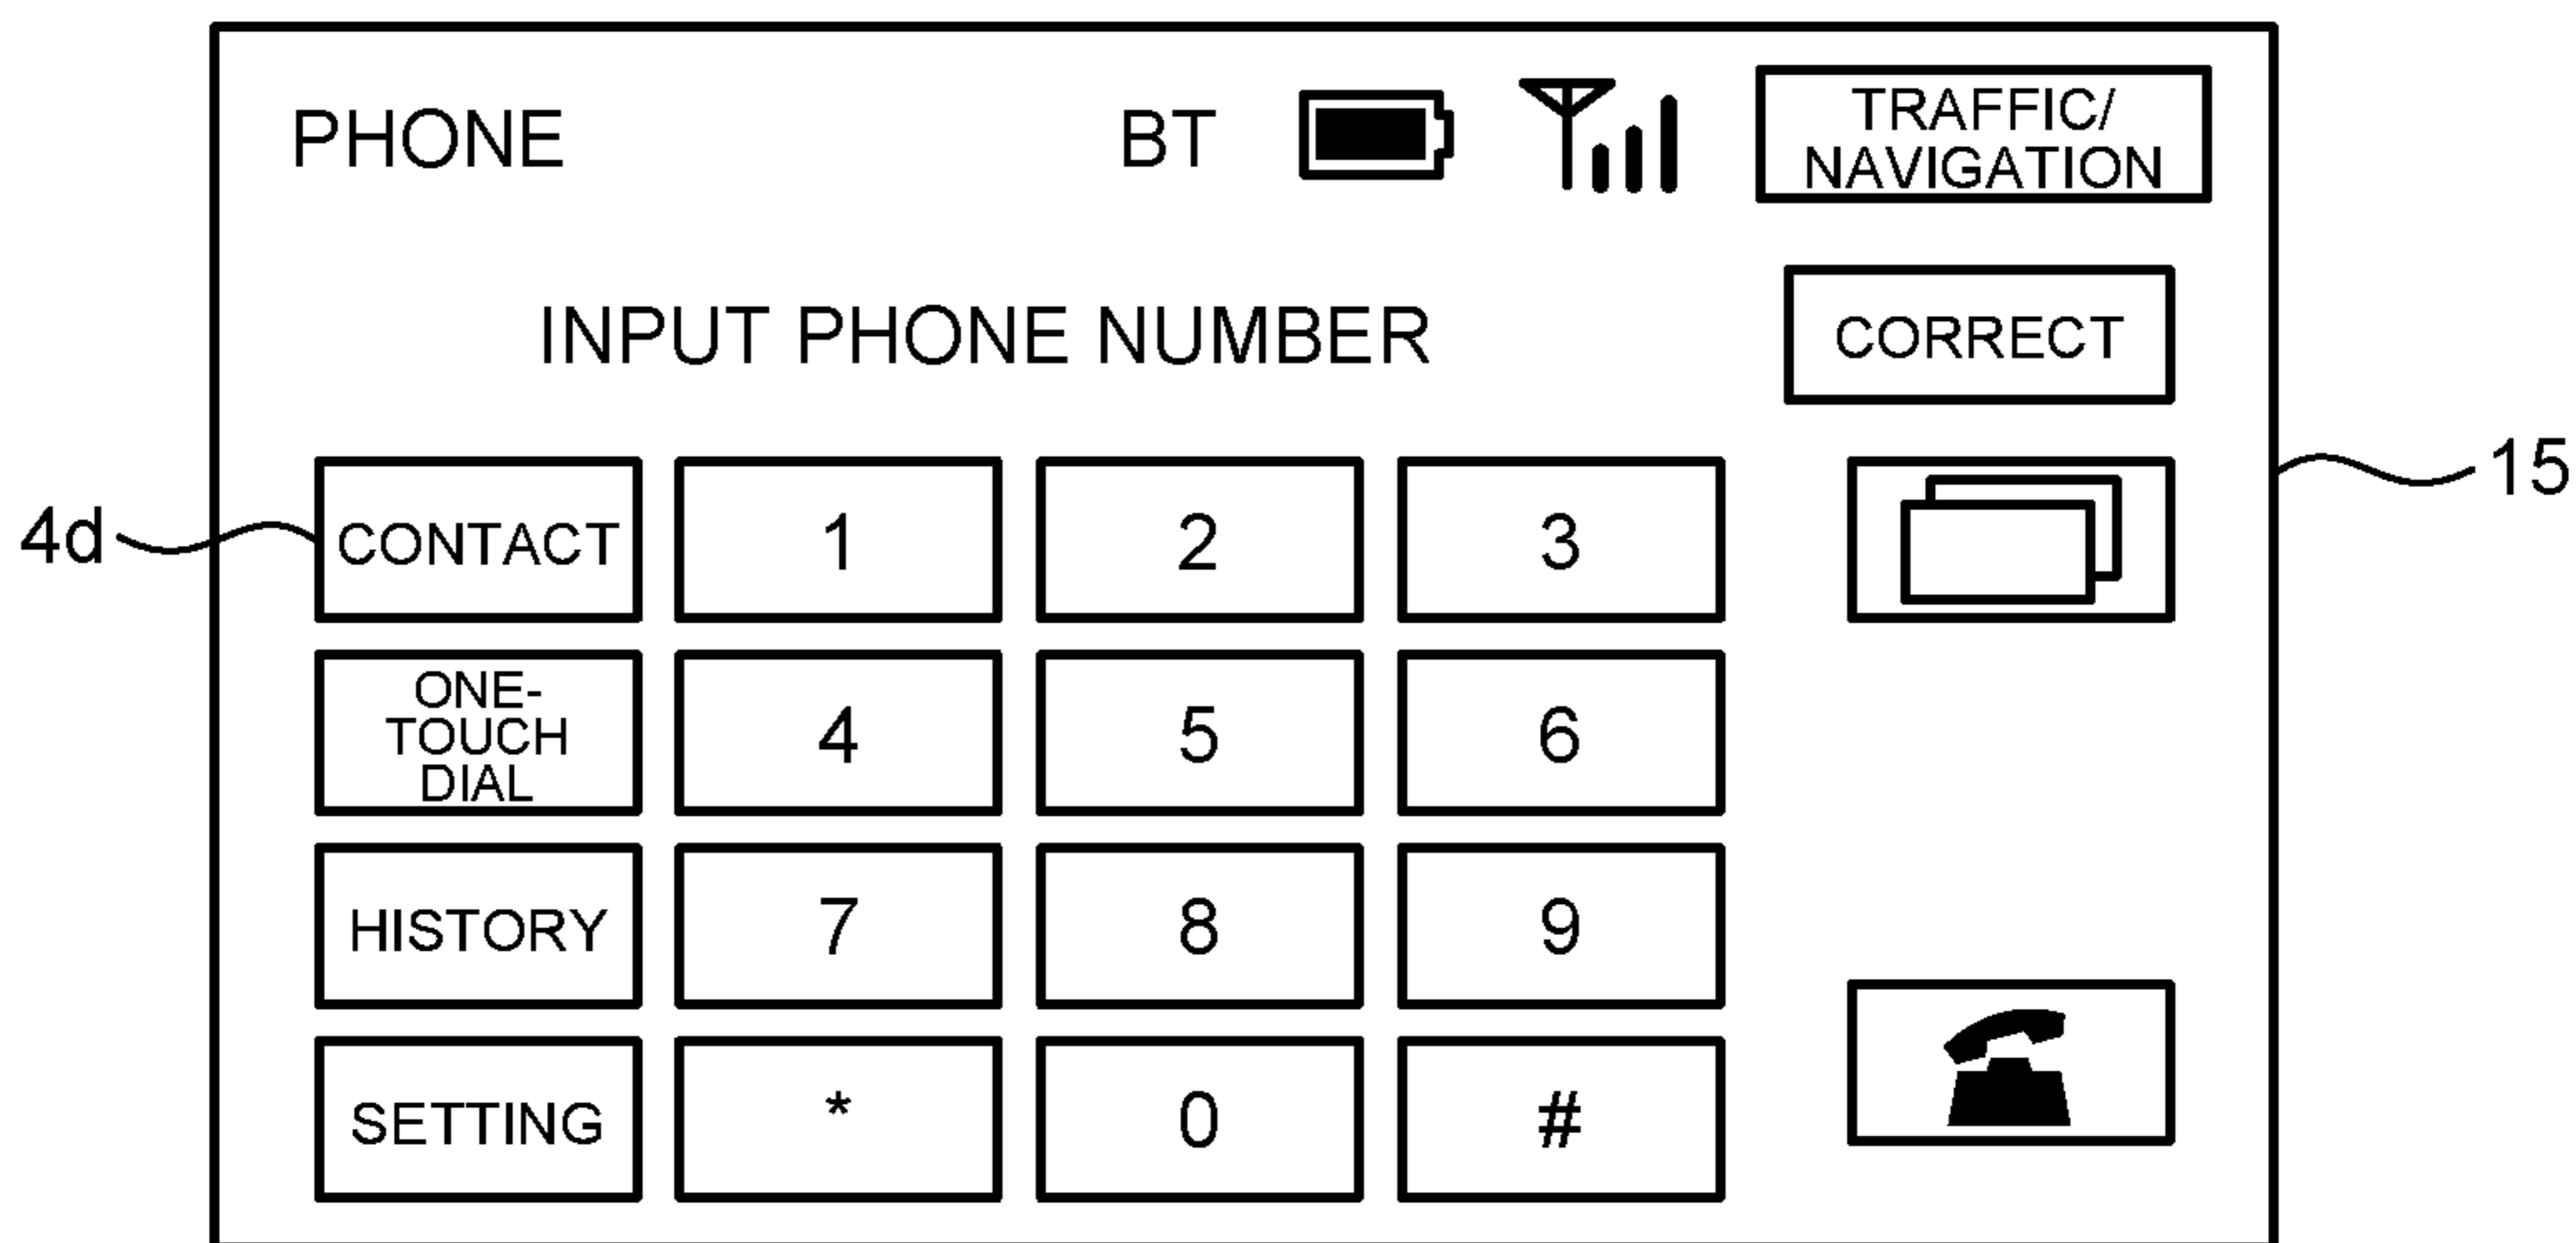 PHONE
BT
TRAFFIC/
NAVIGATION
INPUT PHONE NUMBER
CORRECT
15
4d
CONTACT
1
2
3
ONE-
TOUCH
DIAL
4
5
6
HISTORY
7
8
9
SETTING
*
0
#